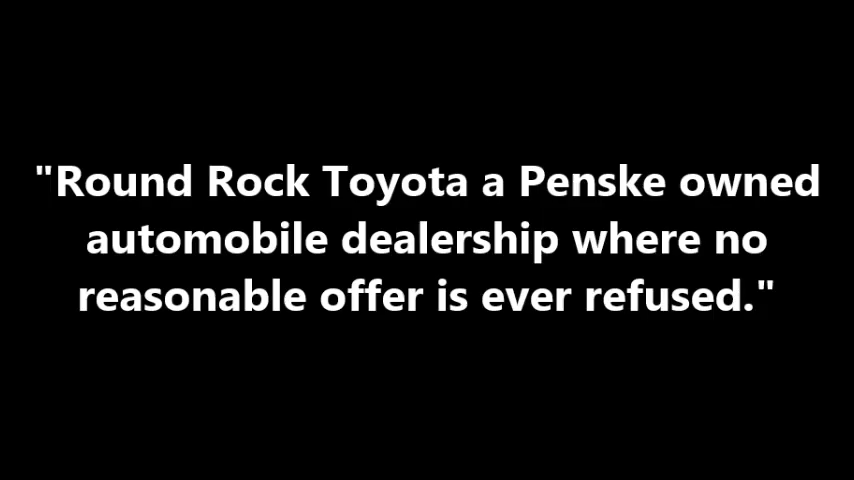 "Round Rock Toyota a Penske owned
automobile dealership where no
reasonable offer is ever refused."